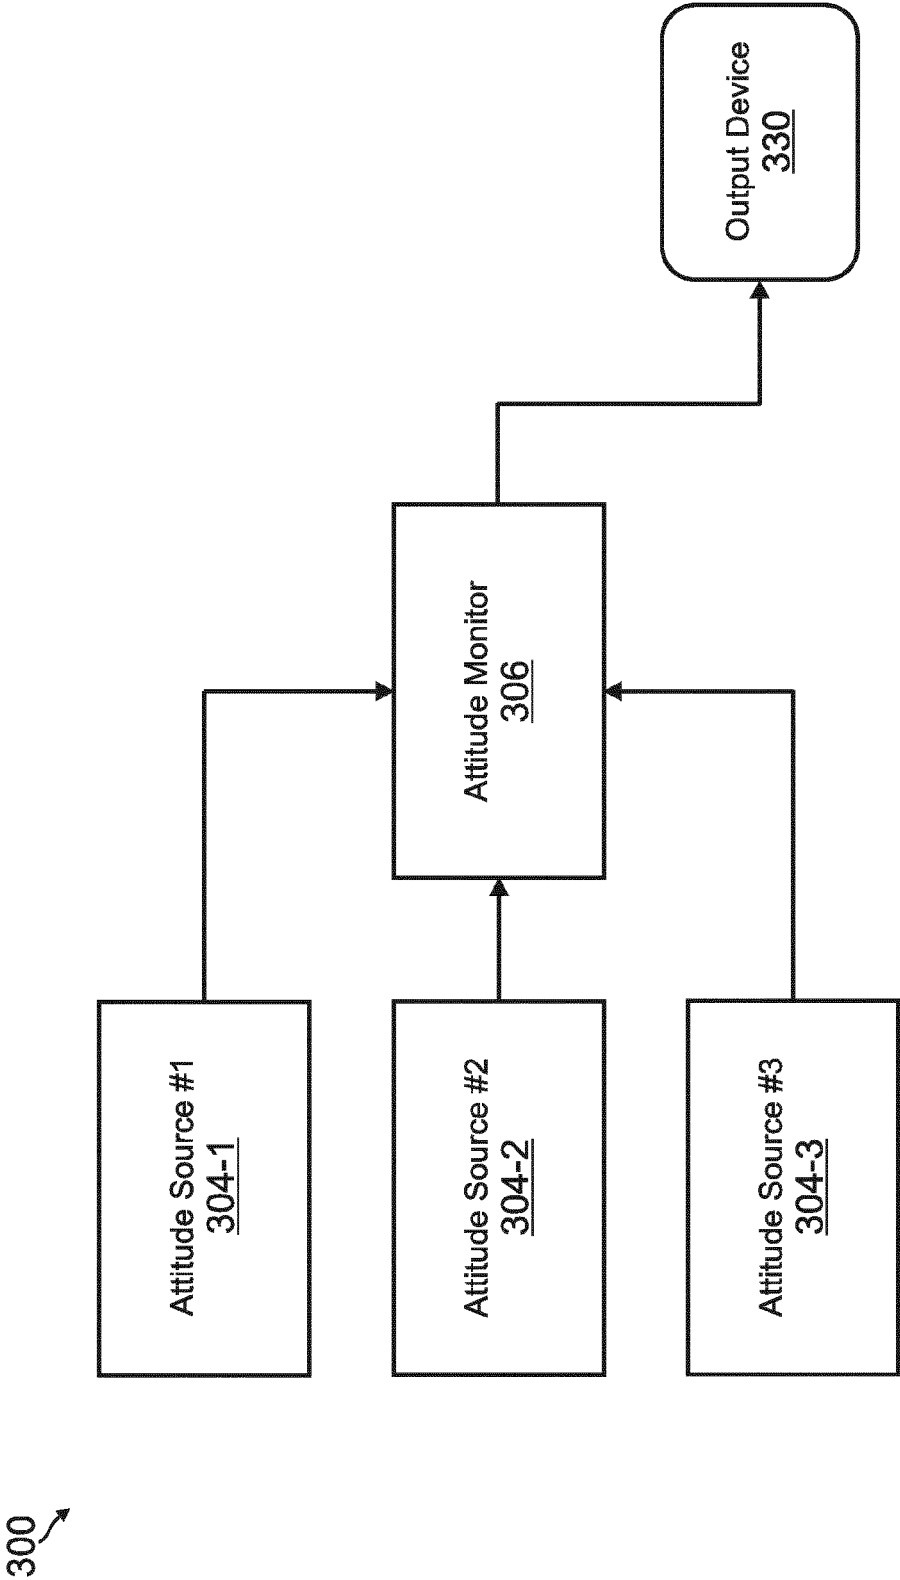 300
Attitude Source #1
304-1
Attitude Source #2
304-2
Attitude Source #3
304-3
Attitude Monitor
306
Output Device
330